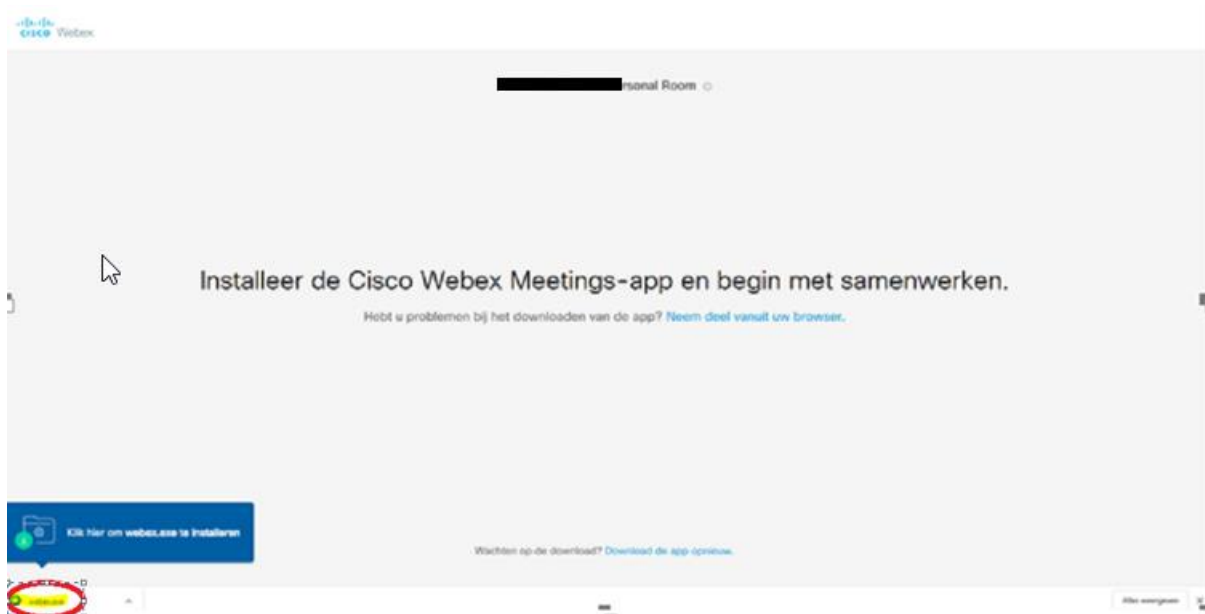 CISCO Webex
rsonal Room
Installeer de Cisco Webex Meetings-app en begin met samenwerken.
Hebt u problemen bij het downloaden van de app? Neem deel vanuit uw browser.
Klik hier om webex.exe te installeren
Wachten op de download? Download de app opnieuw.
webex.exe
Alles weergeven